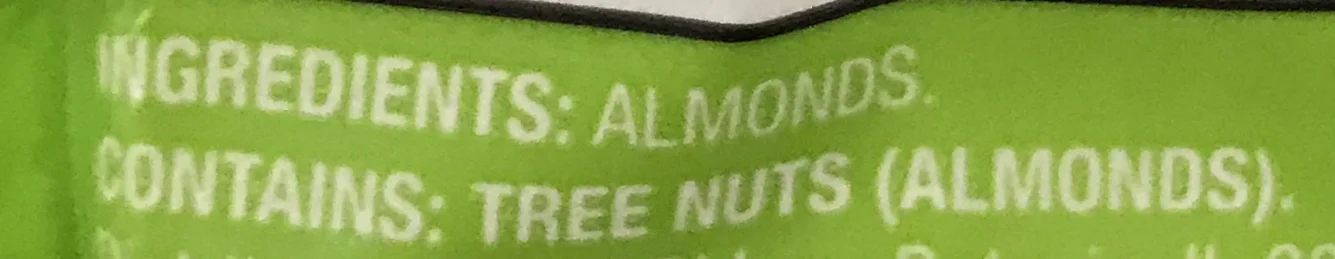 INGREDIENTS: ALMONDS.
CONTAINS: TREE NUTS (ALMONDS).